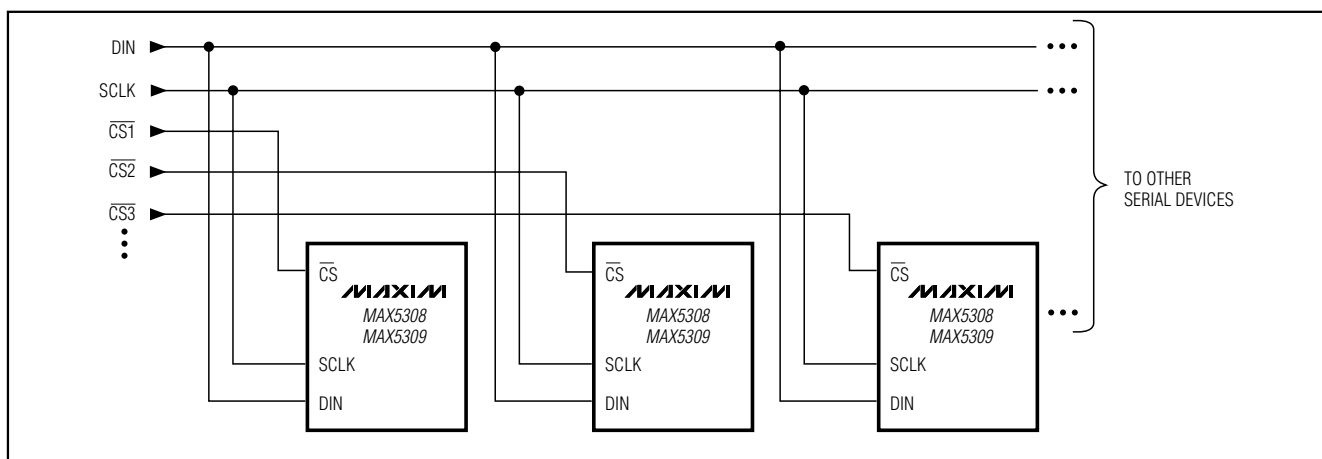 DIN
SCLK
CS1
CS2
CS3
TO OTHER
SERIAL DEVICES
CS
MAXIM
MAX5308
MAX5309
SCLK
DIN
CS
MAXIM
MAX5308
MAX5309
SCLK
DIN
CS
MAXIM
MAX5308
MAX5309
SCLK
DIN